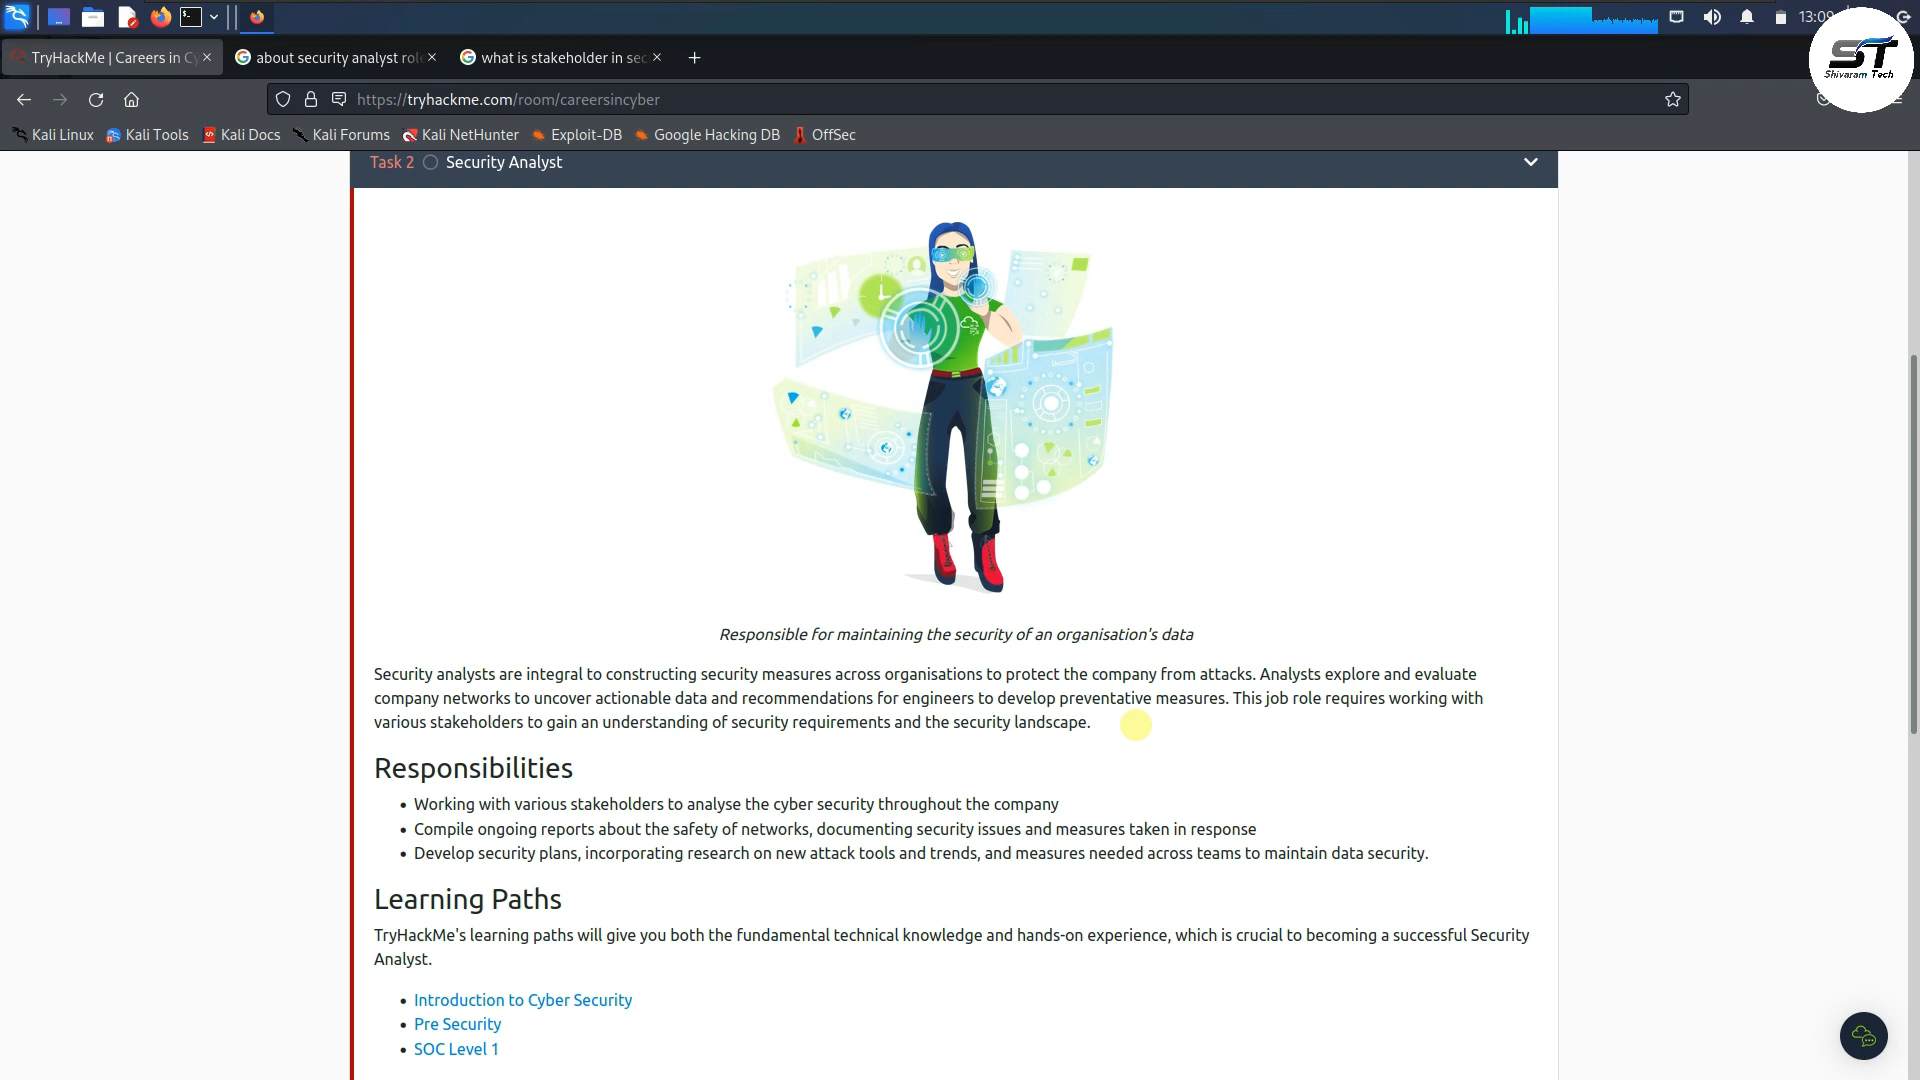 13:09
TryHackMe | Careers in Cy
about security analyst role
what is stakeholder in sec
ST
Shivaram Tech
https://tryhackme.com/room/careersincyber
Kali Linux
Kali Tools
Kali Docs
Kali Forums
Kali NetHunter
Exploit-DB
Google Hacking DB
OffSec
Task 2
Security Analyst
Responsible for maintaining the security of an organisation's data
Security analysts are integral to constructing security measures across organisations to protect the company from attacks. Analysts explore and evaluate
company networks to uncover actionable data and recommendations for engineers to develop preventative measures. This job role requires working with
various stakeholders to gain an understanding of security requirements and the security landscape.
Responsibilities
• Working with various stakeholders to analyse the cyber security throughout the company
• Compile ongoing reports about the safety of networks, documenting security issues and measures taken in response
• Develop security plans, incorporating research on new attack tools and trends, and measures needed across teams to maintain data security.
Learning Paths
TryHackMe's learning paths will give you both the fundamental technical knowledge and hands-on experience, which is crucial to becoming a successful Security
Analyst.
• Introduction to Cyber Security
• Pre Security
• SOC Level 1